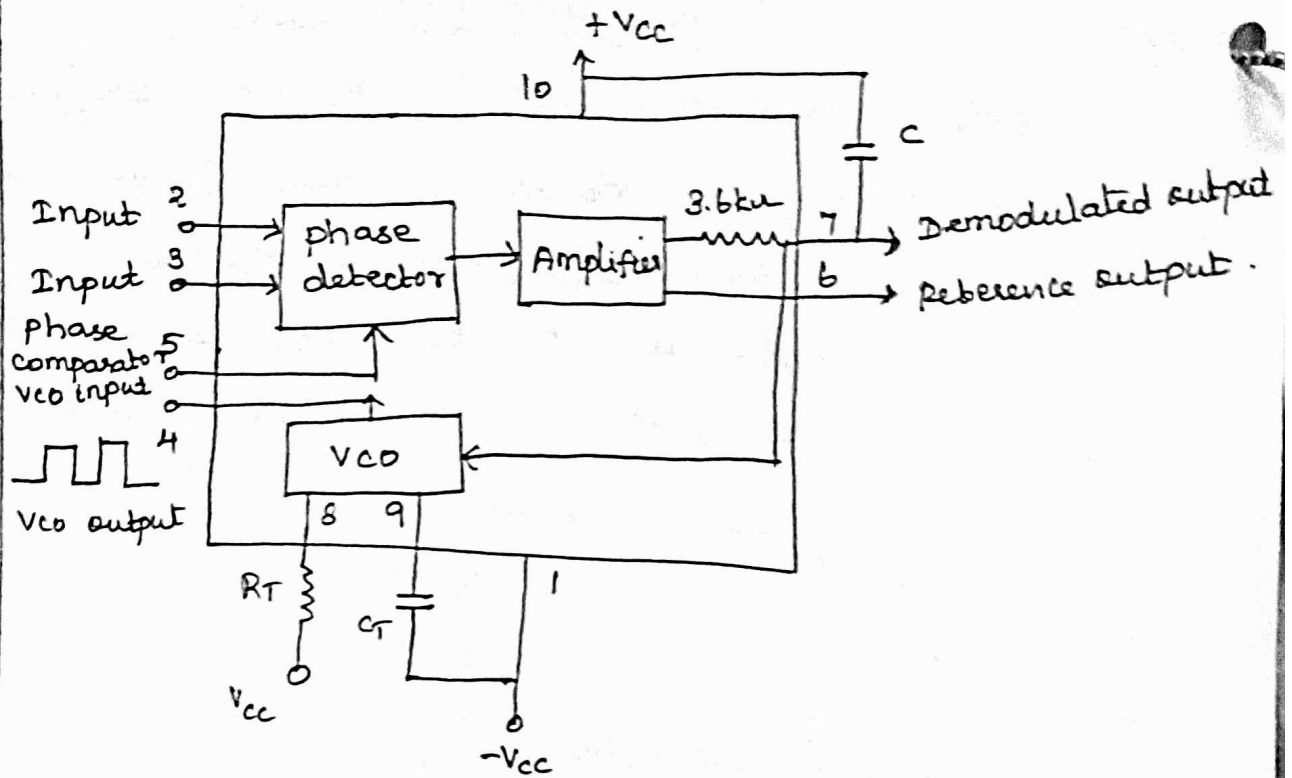 +Vcc
10
C
Input 2
3.6kΩ
7
Demodulated output
Phase
detector
Amplifier
Input 3
6
Reference output.
Phase
comparator 5
VCO input
4
VCO
VCO output
8
9
RT
CT
1
Vcc
-Vcc